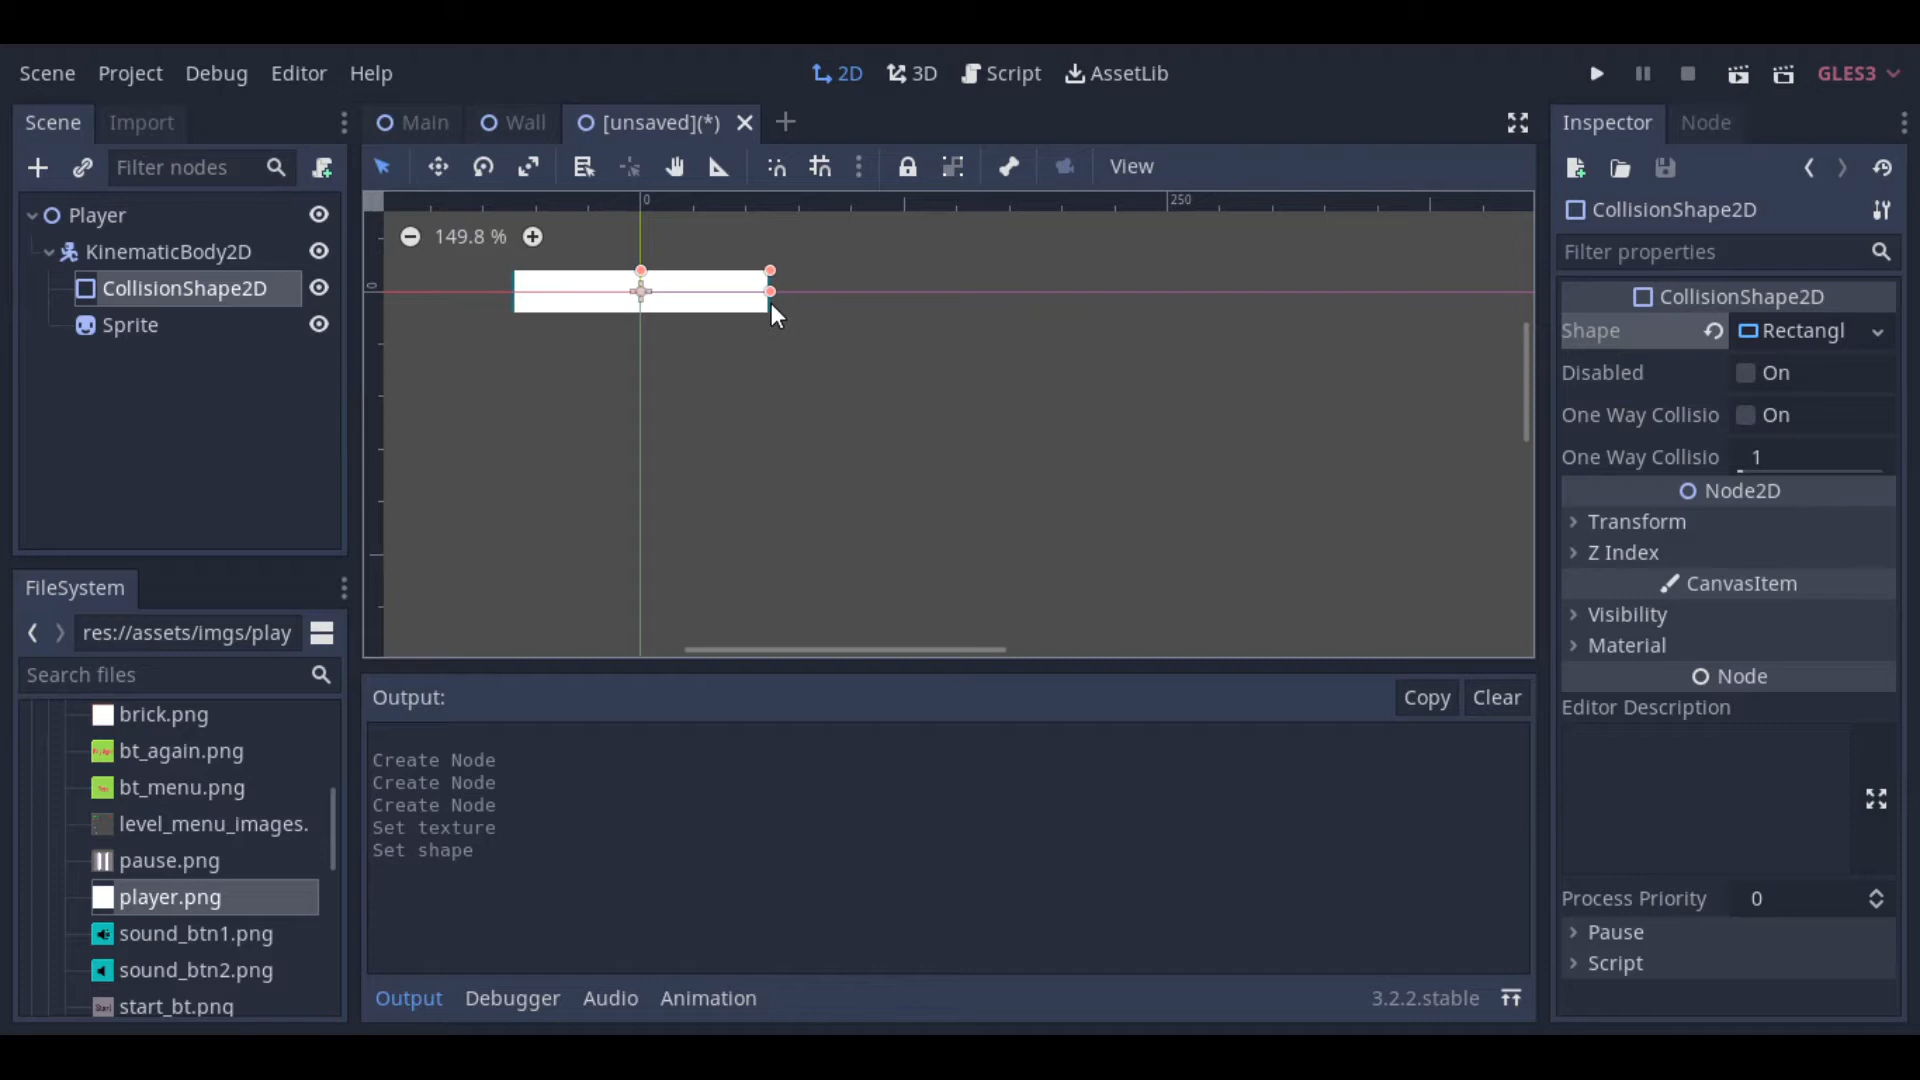 Scene Project Debug Editor Help 2D 3D Script AssetLib GLES3
Scene Import
Filter nodes
Player
KinematicBody2D
CollisionShape2D
Sprite
FileSystem
res://assets/imgs/play
Search files
brick.png
bt_again.png
bt_menu.png
level_menu_images.
pause.png
player.png
sound_btn1.png
sound_btn2.png
start_bt.png
Main Wall [unsaved](*)
View
0 250
0
149.8 %
Output: Copy Clear
Create Node
Create Node
Create Node
Set texture
Set shape
Output Debugger Audio Animation 3.2.2.stable
Inspector Node
CollisionShape2D
Filter properties
CollisionShape2D
Shape Rectangl
Disabled On
One Way Collisio On
One Way Collisio 1
Node2D
Transform
Z Index
CanvasItem
Visibility
Material
Node
Editor Description
Process Priority 0
Pause
Script